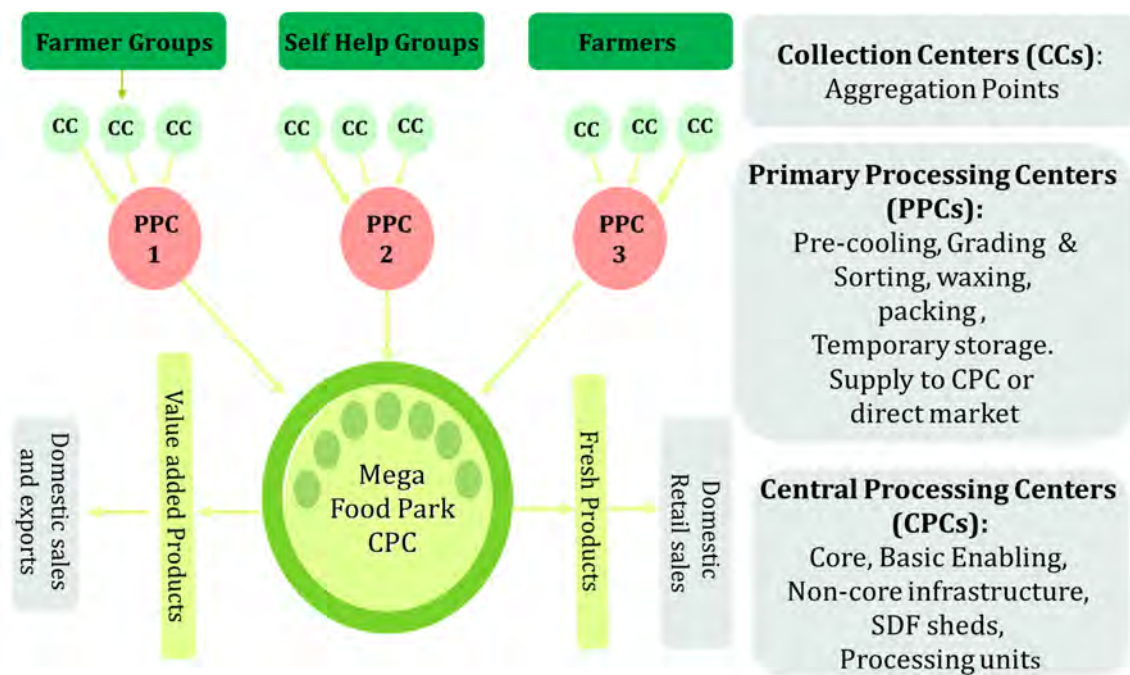 Farmer Groups
Self Help Groups
Farmers
CC
CC
CC
CC
CC
CC
CC
CC
CC
PPC
1
PPC
2
PPC
3
Mega
Food Park
CPC
Value added Products
Domestic sales
and exports
Fresh Products
Domestic
Retail sales
Collection Centers (CCs):
Aggregation Points
Primary Processing Centers
(PPCs):
Pre-cooling, Grading &
Sorting, waxing,
packing ,
Temporary storage.
Supply to CPC or
direct market
Central Processing Centers
(CPCs):
Core, Basic Enabling,
Non-core infrastructure,
SDF sheds,
Processing units